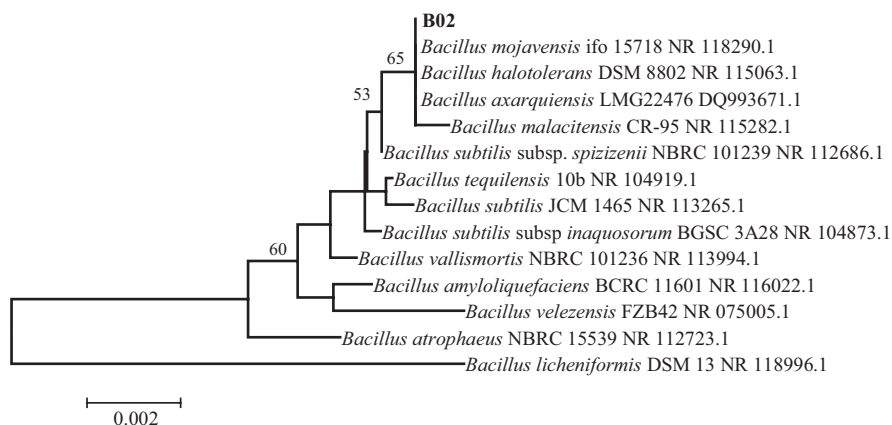 B02
Bacillus mojavensis ifo 15718 NR 118290.1
65
Bacillus halotolerans DSM 8802 NR 115063.1
53
Bacillus axarquiensis LMG22476 DQ993671.1
Bacillus malacitensis CR-95 NR 115282.1
Bacillus subtilis subsp. spizizenii NBRC 101239 NR 112686.1
Bacillus tequilensis 10b NR 104919.1
Bacillus subtilis JCM 1465 NR 113265.1
Bacillus subtilis subsp inaquosorum BGSC 3A28 NR 104873.1
60
Bacillus vallismortis NBRC 101236 NR 113994.1
Bacillus amyloliquefaciens BCRC 11601 NR 116022.1
Bacillus velezensis FZB42 NR 075005.1
Bacillus atrophaeus NBRC 15539 NR 112723.1
Bacillus licheniformis DSM 13 NR 118996.1
0.002